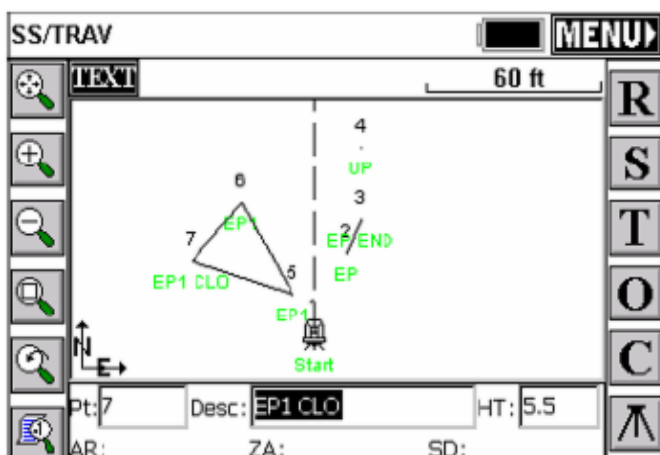 SS/TRAV MENU
TEXT 60 ft R
4
UP S
6 3
EP1 2 EP END T
7
EP1 CLO EP
5 O
EP1
N E Start C
Pt: 7 Desc: EP1 CLO HT: 5.5
AR: ZA: SD: